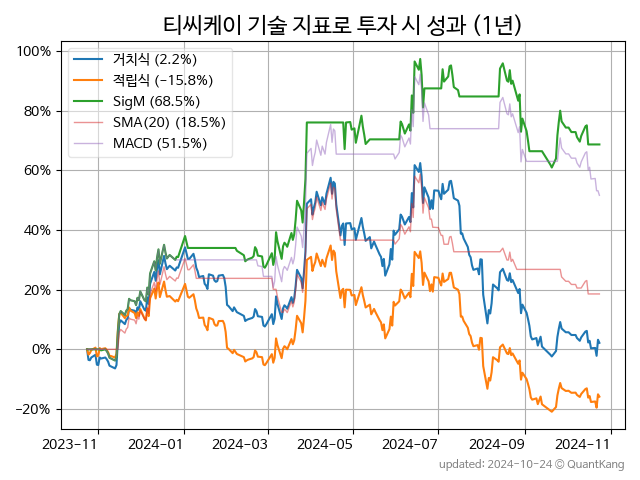 티씨케이 기술 지표로 투자 시 성과 (1년)
거치식 (2.2%)
적립식 (−15.8%)
SigM (68.5%)
SMA(20) (18.5%)
MACD (51.5%)
100%
80%
60%
40%
20%
0%
−20%
2023-11
2024-01
2024-03
2024-05
2024-07
2024-09
2024-11
updated: 2024-10-24 © QuantKang